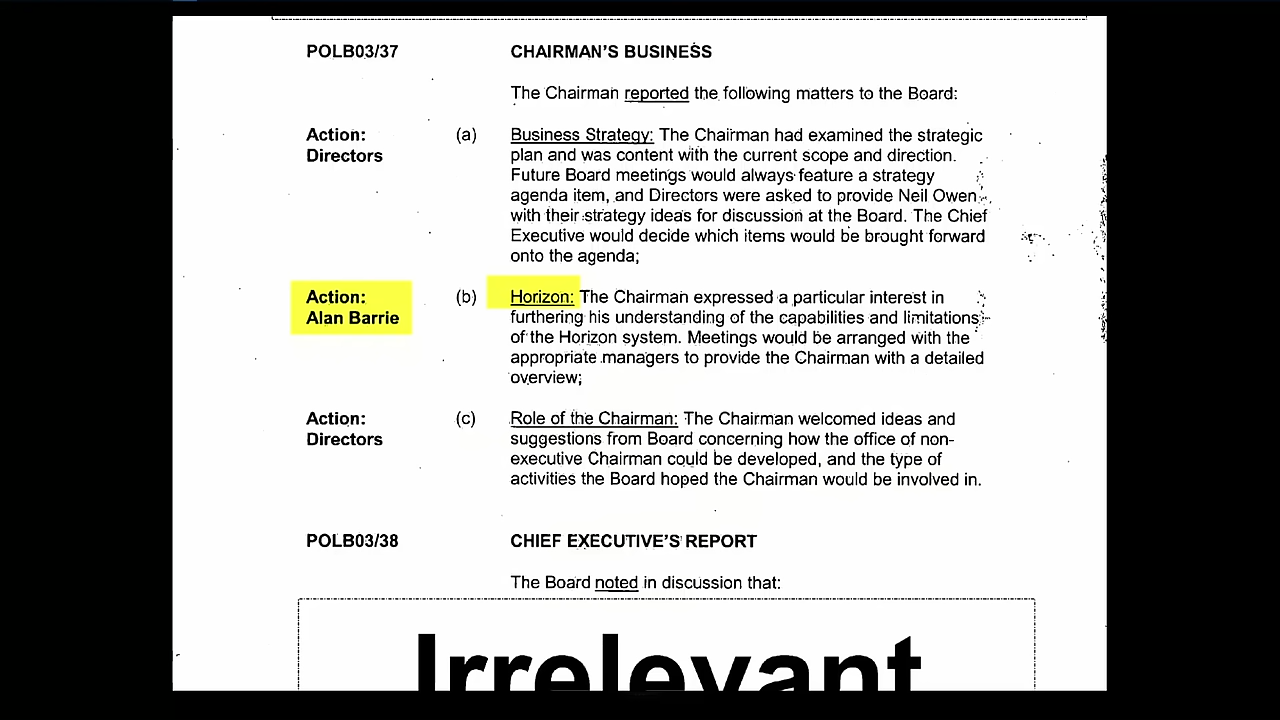 POLB03/37 CHAIRMAN'S BUSINESS
The Chairman reported the following matters to the Board:
Action: (a) Business Strategy: The Chairman had examined the strategic
Directors plan and was content with the current scope and direction.
Future Board meetings would always feature a strategy
agenda item, and Directors were asked to provide Neil Owen
with their strategy ideas for discussion at the Board. The Chief
Executive would decide which items would be brought forward
onto the agenda;
Action: (b) Horizon: The Chairman expressed a particular interest in
Alan Barrie furthering his understanding of the capabilities and limitations
of the Horizon system. Meetings would be arranged with the
appropriate managers to provide the Chairman with a detailed
overview;
Action: (c) Role of the Chairman: The Chairman welcomed ideas and
Directors suggestions from Board concerning how the office of non-
executive Chairman could be developed, and the type of
activities the Board hoped the Chairman would be involved in.
POLB03/38 CHIEF EXECUTIVE'S REPORT
The Board noted in discussion that:
Irrelevant